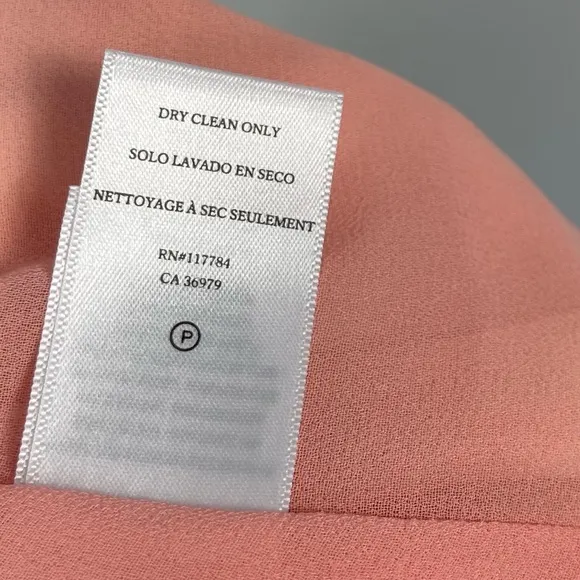 DRY CLEAN ONLY
SOLO LAVADO EN SECO
NETTOYAGE À SEC SEULEMENT
RN#117784
CA 36979
P